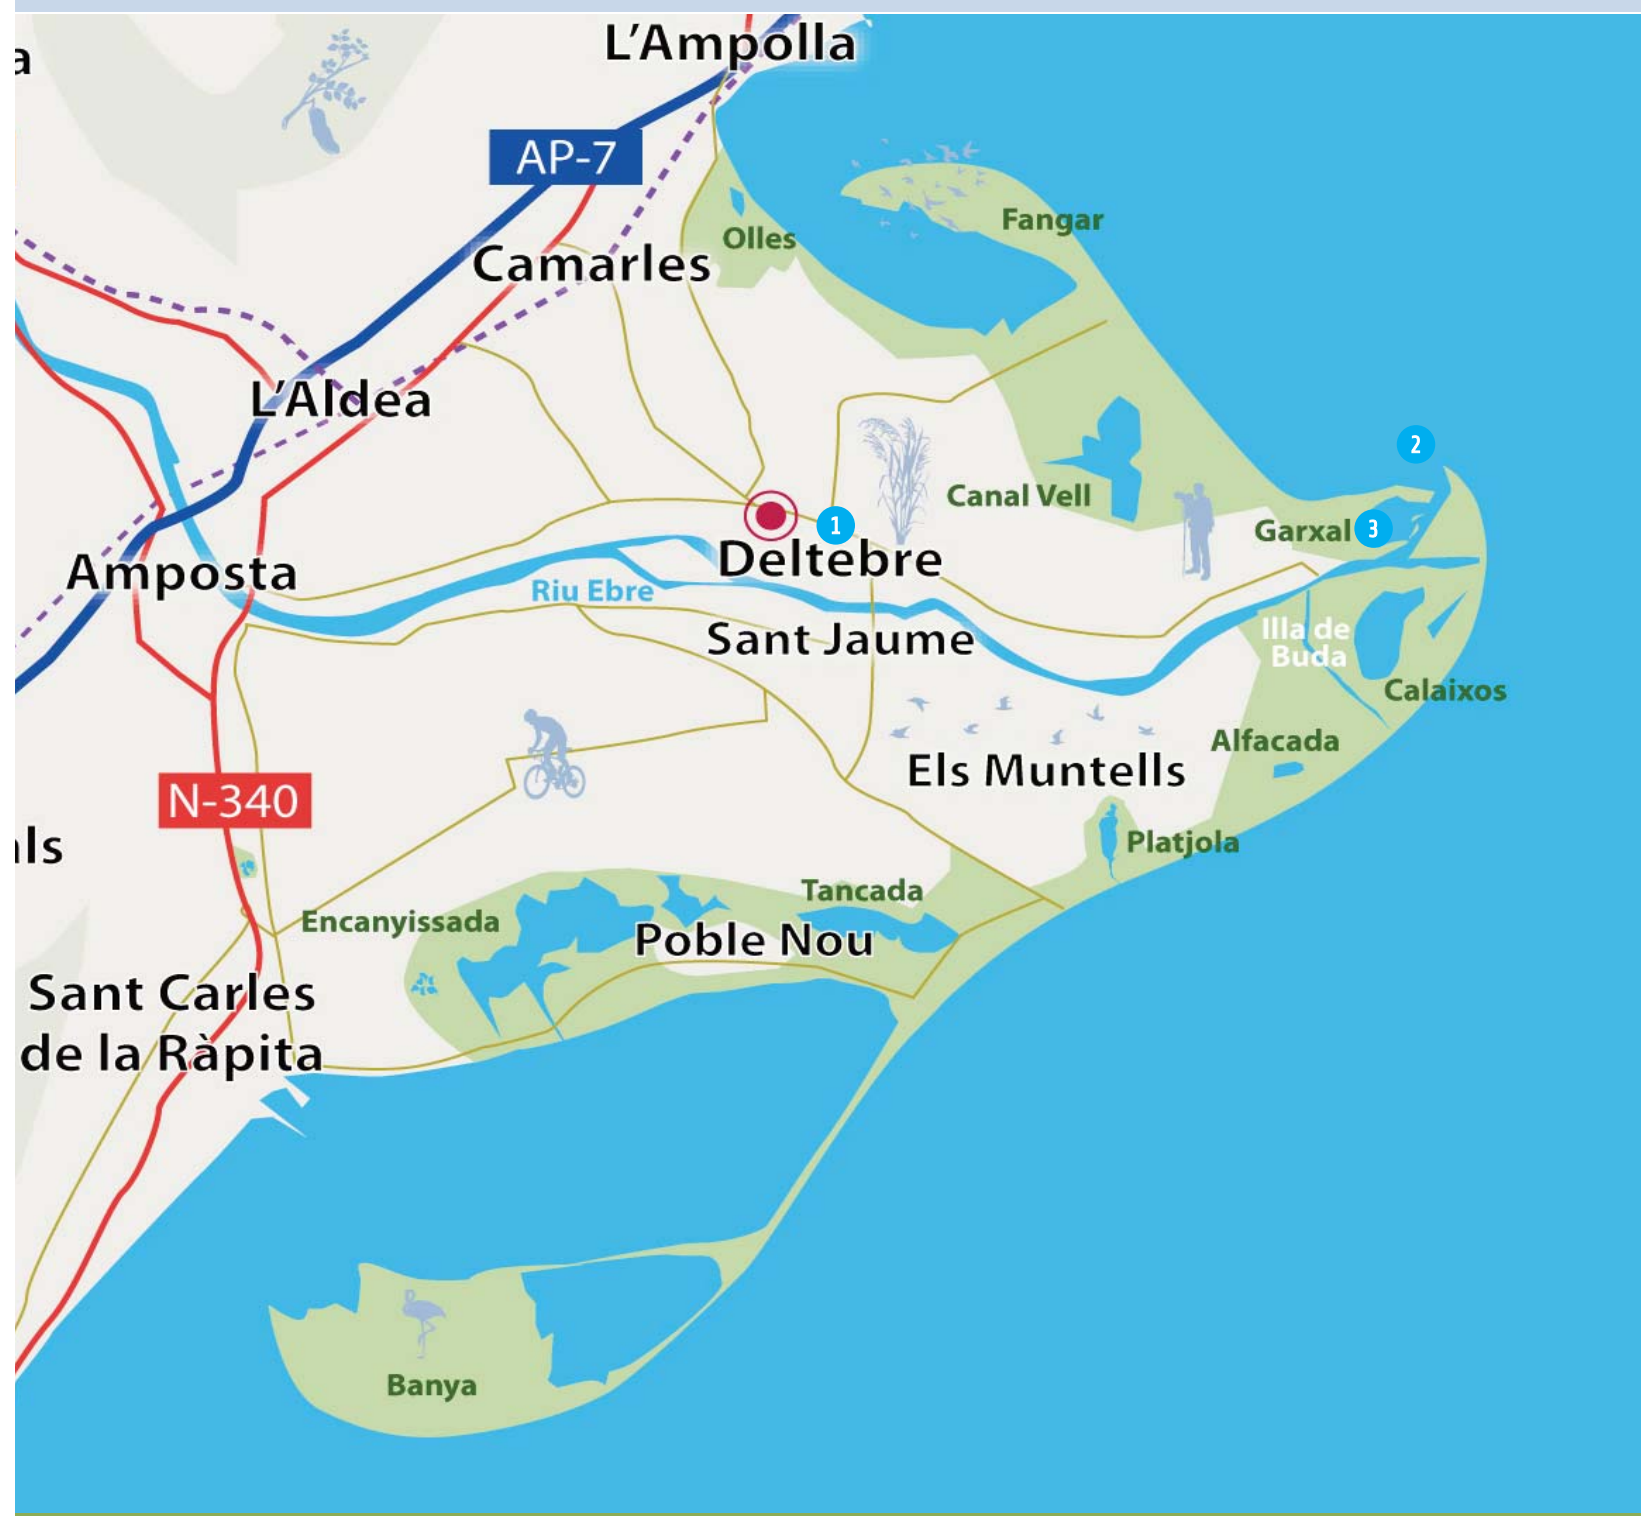 L'Ampolla
a
AP-7
Fangar
Olles
Camarles
L'Aldea
2
Canal Vell
1
Garxal 3
Deltebre
Amposta
Riu Ebre
Illa de
Buda
Sant Jaume
Calaixos
Alfacada
Els Muntells
N-340
Platjola
als
Tancada
Encanyissada
Poble Nou
Sant Carles
de la Ràpita
Banya